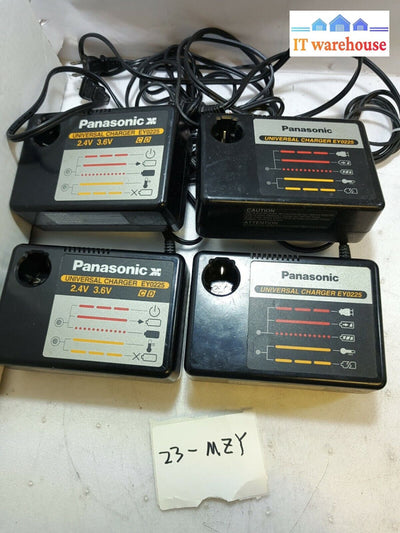 IT warehouse
Panasonic
UNIVERSAL CHARGER EY0225
2.4V 3.6V
C D
Panasonic
UNIVERSAL CHARGER EY0225
CAUTION
ATTENTION
Panasonic
UNIVERSAL CHARGER EY0225
2.4V 3.6V
C D
Panasonic
UNIVERSAL CHARGER EY0225
23-MZY